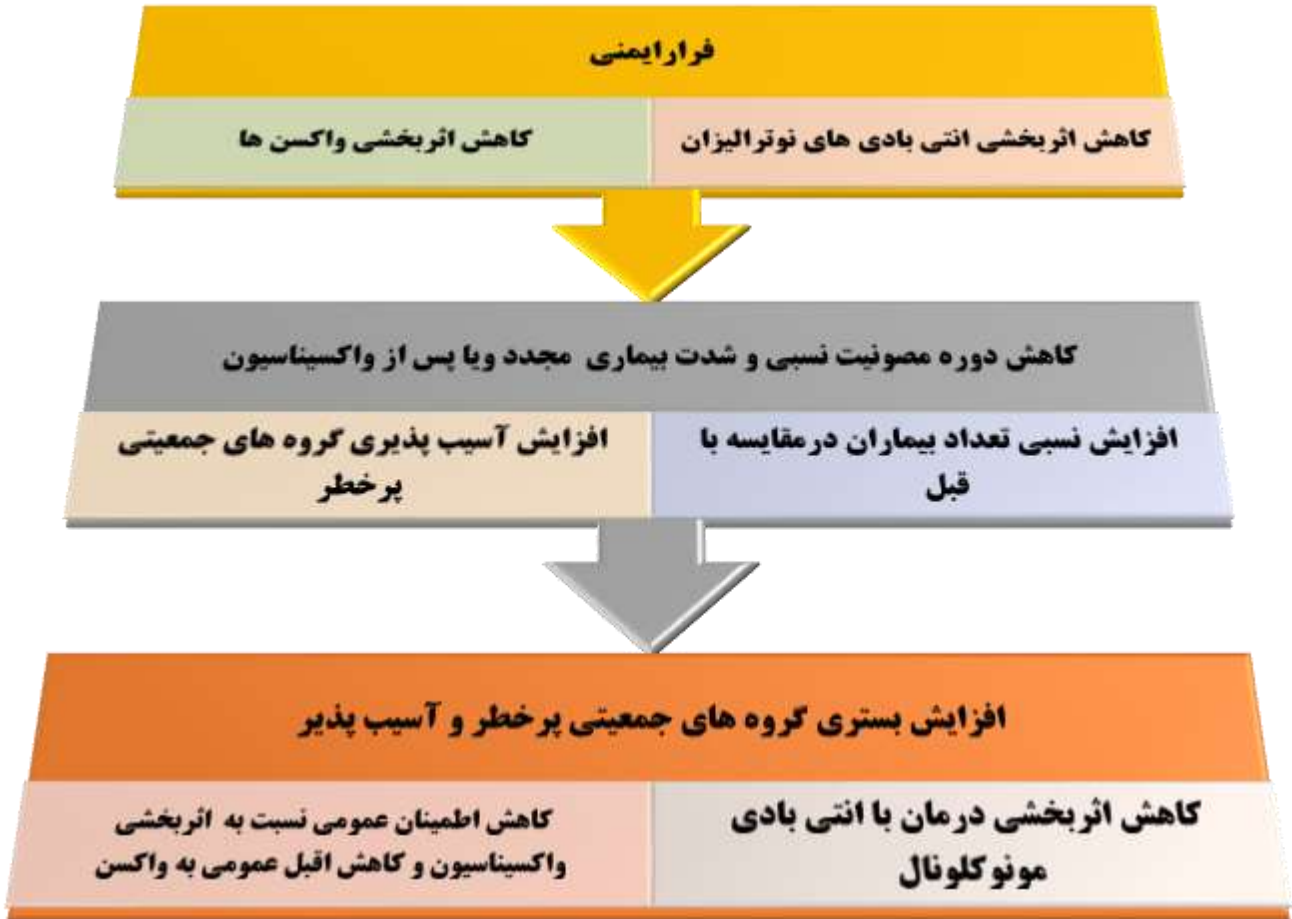 فرارایمنی
کاهش اثربخشی انتی بادی های نوترالیزان
کاهش اثربخشی واکسن ها
کاهش دوره مصونیت نسبی و شدت بیماری مجدد ویا پس از واکسیناسیون
افزایش نسبی تعداد بیماران درمقایسه با
قبل
افزایش آسیب پذیری گروه های جمعیتی
پرخطر
افزایش بستری گروه های جمعیتی پرخطر و آسیب پذیر
کاهش اثربخشی درمان با انتی بادی
مونوکلونال
کاهش اطمینان عمومی نسبت به اثربخشی
واکسیناسیون و کاهش اقبل عمومی به واکسن